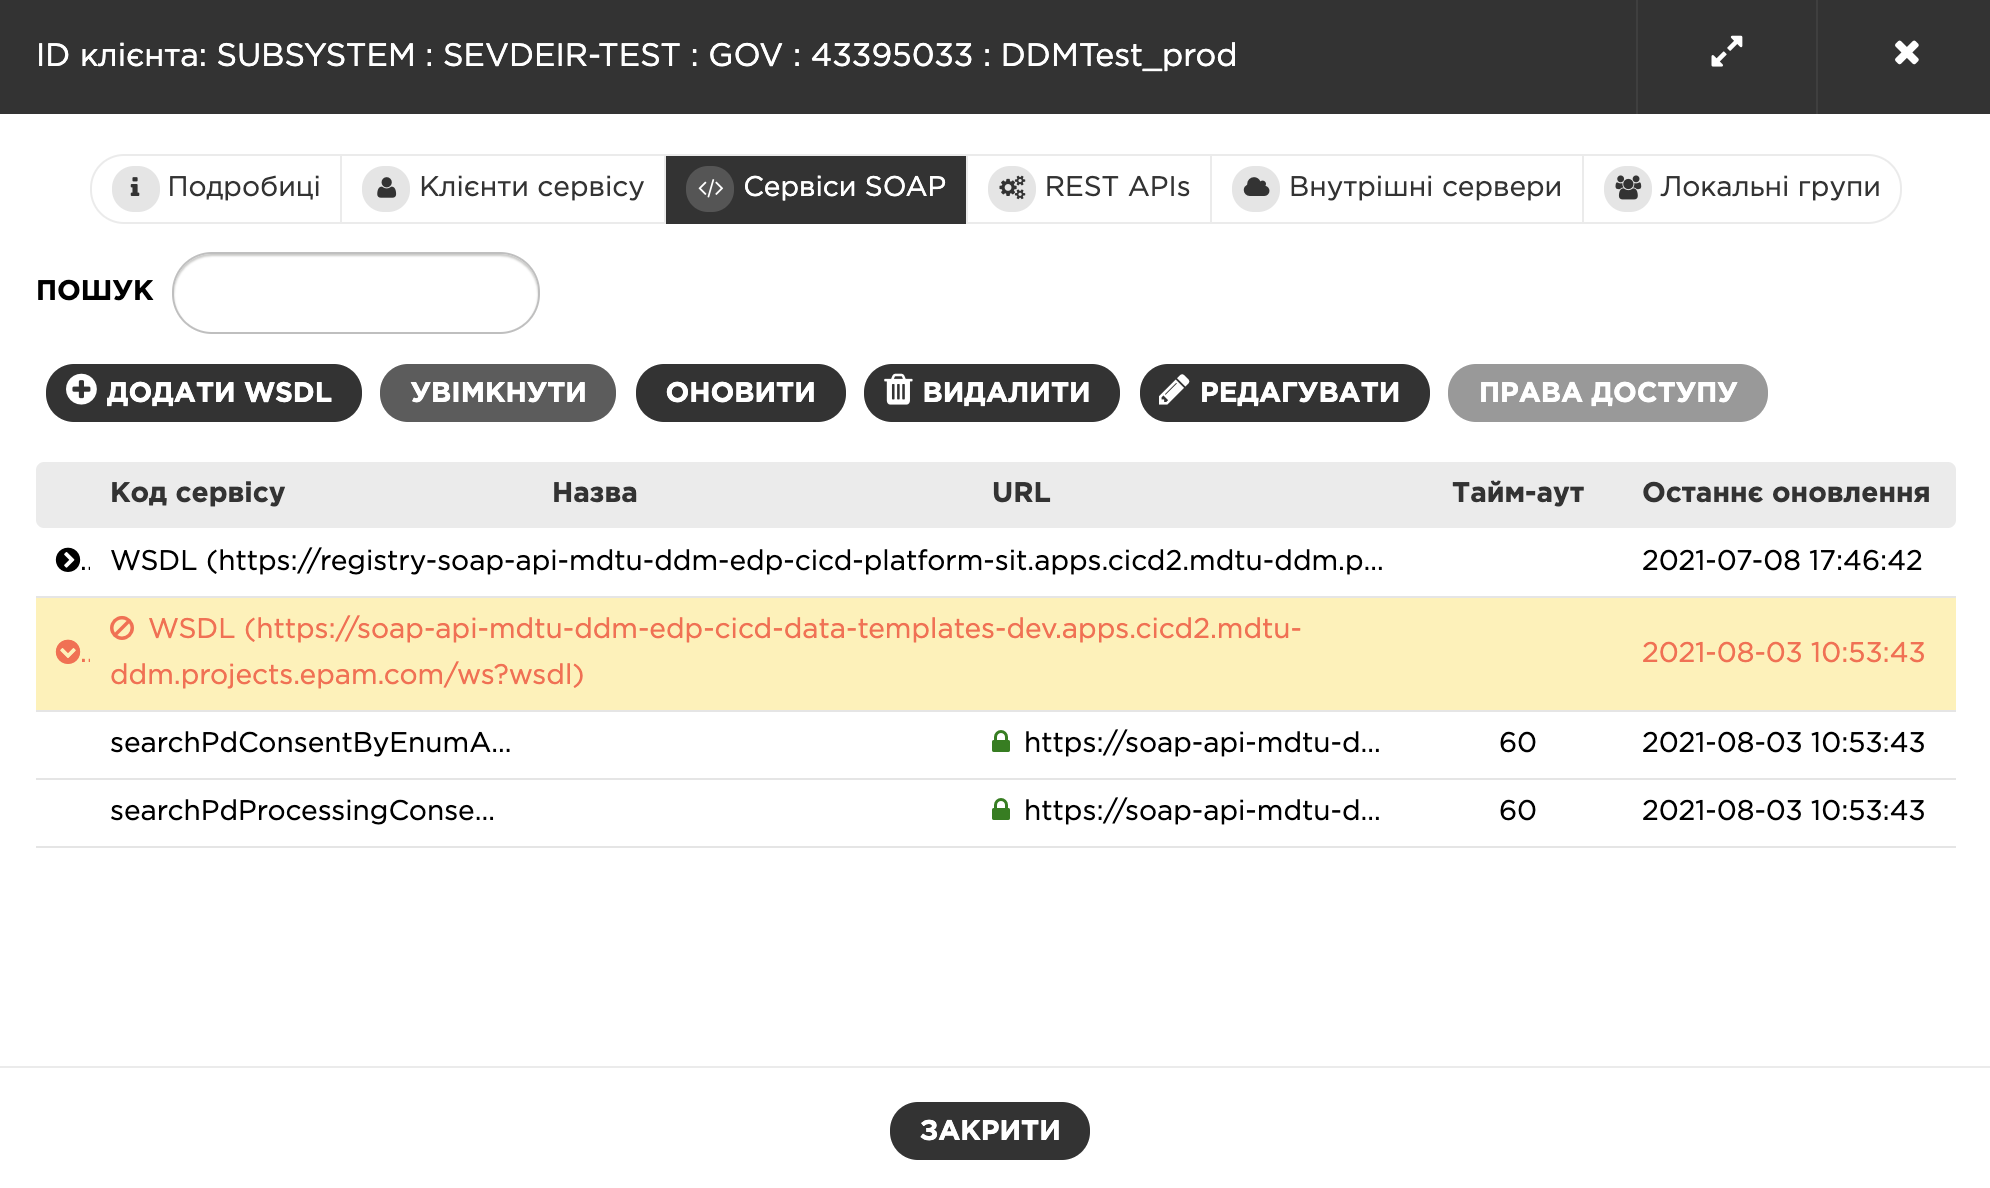 ID клієнта: SUBSYSTEM : SEVDEIR-TEST : GOV : 43395033 : DDMTest_prod
Подробиці Клієнти сервісу Сервіси SOAP REST APIs Внутрішні сервери Локальні групи
ПОШУК
ДОДАТИ WSDL УВІМКНУТИ ОНОВИТИ ВИДАЛИТИ РЕДАГУВАТИ ПРАВА ДОСТУПУ
Код сервісу Назва URL Тайм-аут Останнє оновлення
WSDL (https://registry-soap-api-mdtu-ddm-edp-cicd-platform-sit.apps.cicd2.mdtu-ddm.p... 2021-07-08 17:46:42
WSDL (https://soap-api-mdtu-ddm-edp-cicd-data-templates-dev.apps.cicd2.mdtu-
ddm.projects.epam.com/ws?wsdl) 2021-08-03 10:53:43
searchPdConsentByEnumA... https://soap-api-mdtu-d... 60 2021-08-03 10:53:43
searchPdProcessingConse... https://soap-api-mdtu-d... 60 2021-08-03 10:53:43
ЗАКРИТИ